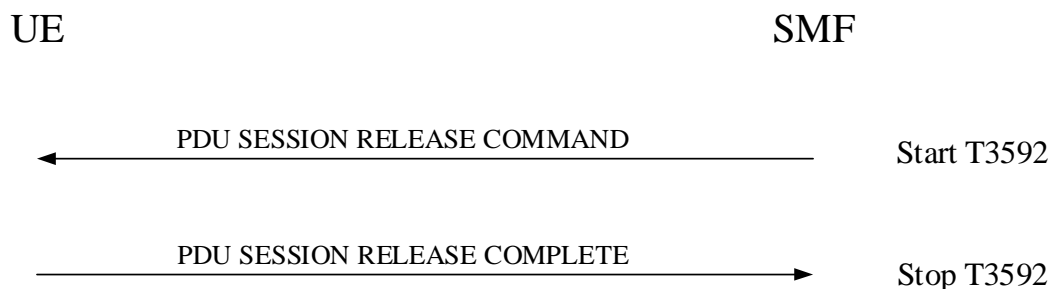 UE SMF
PDU SESSION RELEASE COMMAND Start T3592
PDU SESSION RELEASE COMPLETE Stop T3592